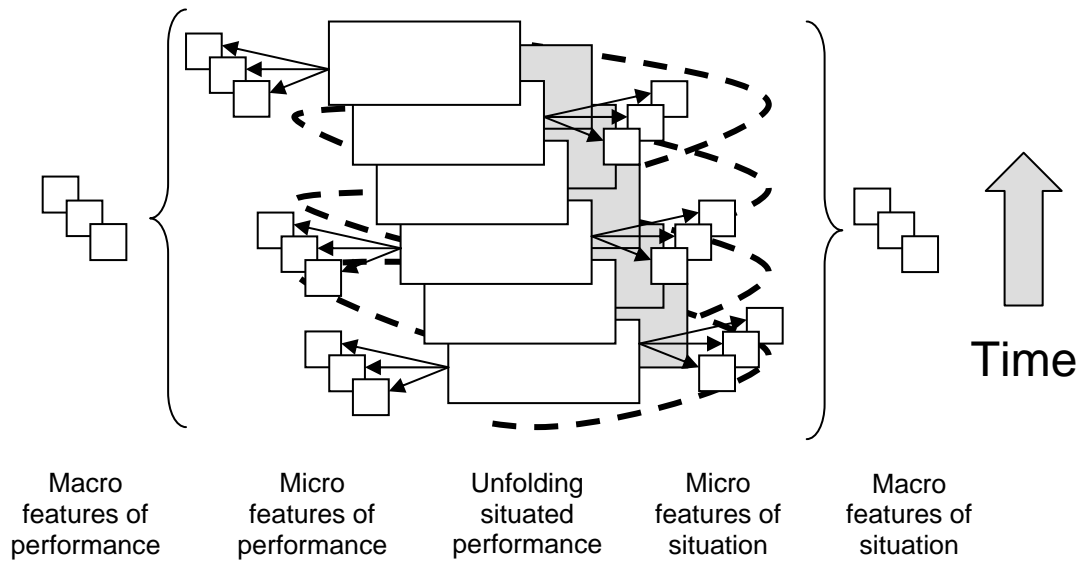 Time
Macro
features of
performance
Micro
features of
performance
Unfolding
situated
performance
Micro
features of
situation
Macro
features of
situation